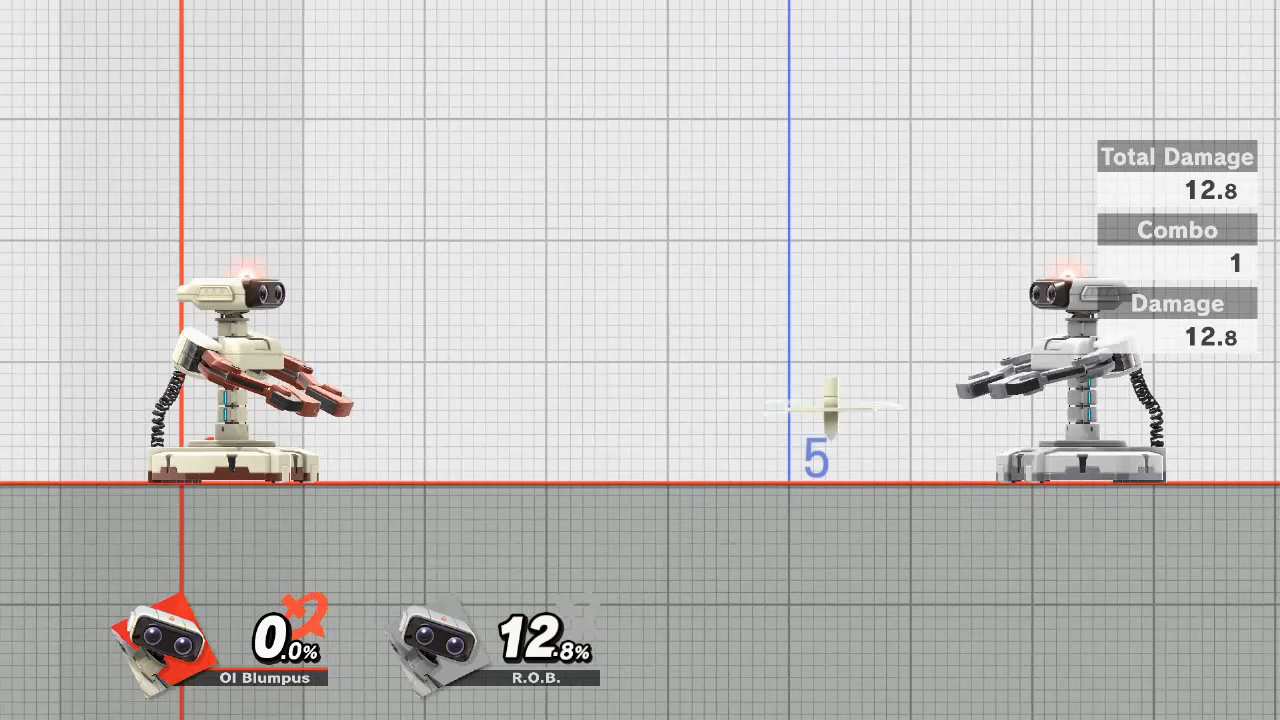 Total Damage
12.8
Combo
1
Damage
12.8
5
0.0%
Ol Blumpus
12.8%
R.O.B.